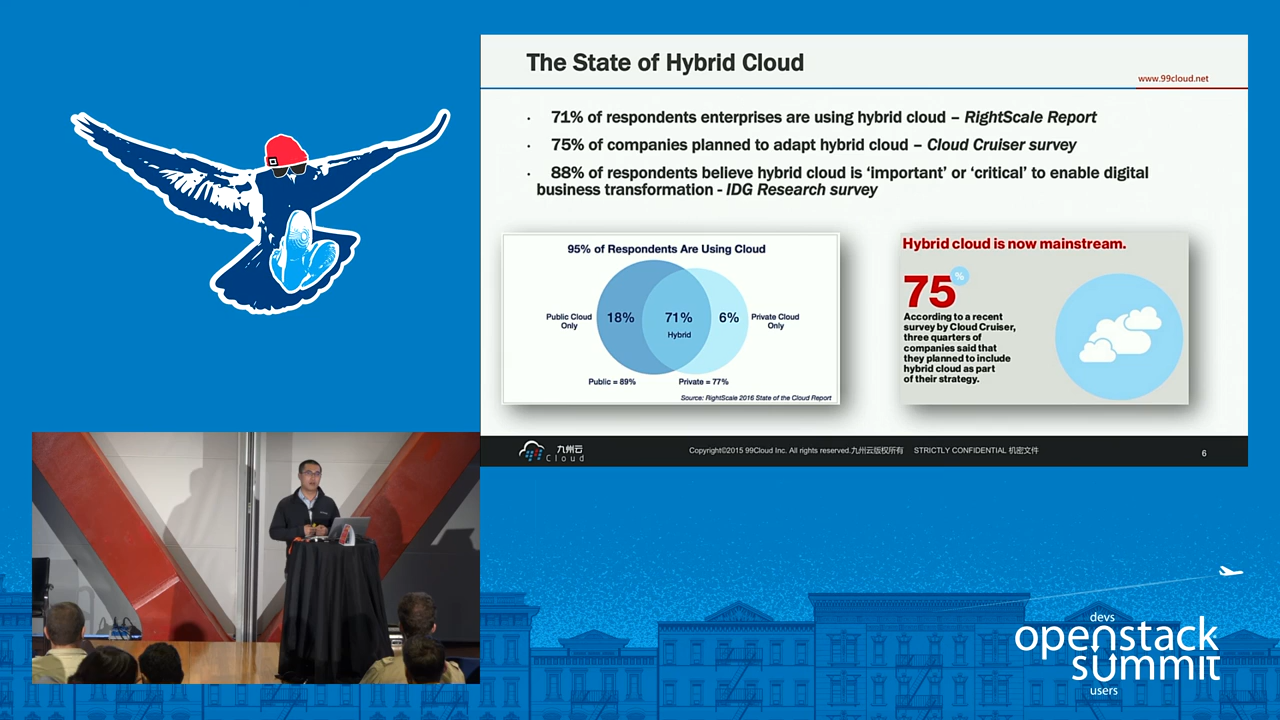 The State of Hybrid Cloud
www.99cloud.net
· 71% of respondents enterprises are using hybrid cloud – RightScale Report
· 75% of companies planned to adapt hybrid cloud – Cloud Cruiser survey
· 88% of respondents believe hybrid cloud is ‘important’ or ‘critical’ to enable digital
business transformation - IDG Research survey
95% of Respondents Are Using Cloud
Public Cloud
Only
18%
71%
Hybrid
6%
Private Cloud
Only
Public = 89%
Private = 77%
Source: RightScale 2016 State of the Cloud Report
Hybrid cloud is now mainstream.
75 %
According to a recent
survey by Cloud Cruiser,
three quarters of
companies said that
they planned to include
hybrid cloud as part
of their strategy.
九州云
Cloud
Copyright©2015 99Cloud Inc. All rights reserved.九州云版权所有 STRICTLY CONFIDENTIAL 机密文件
6
devs
openstack
summit
users